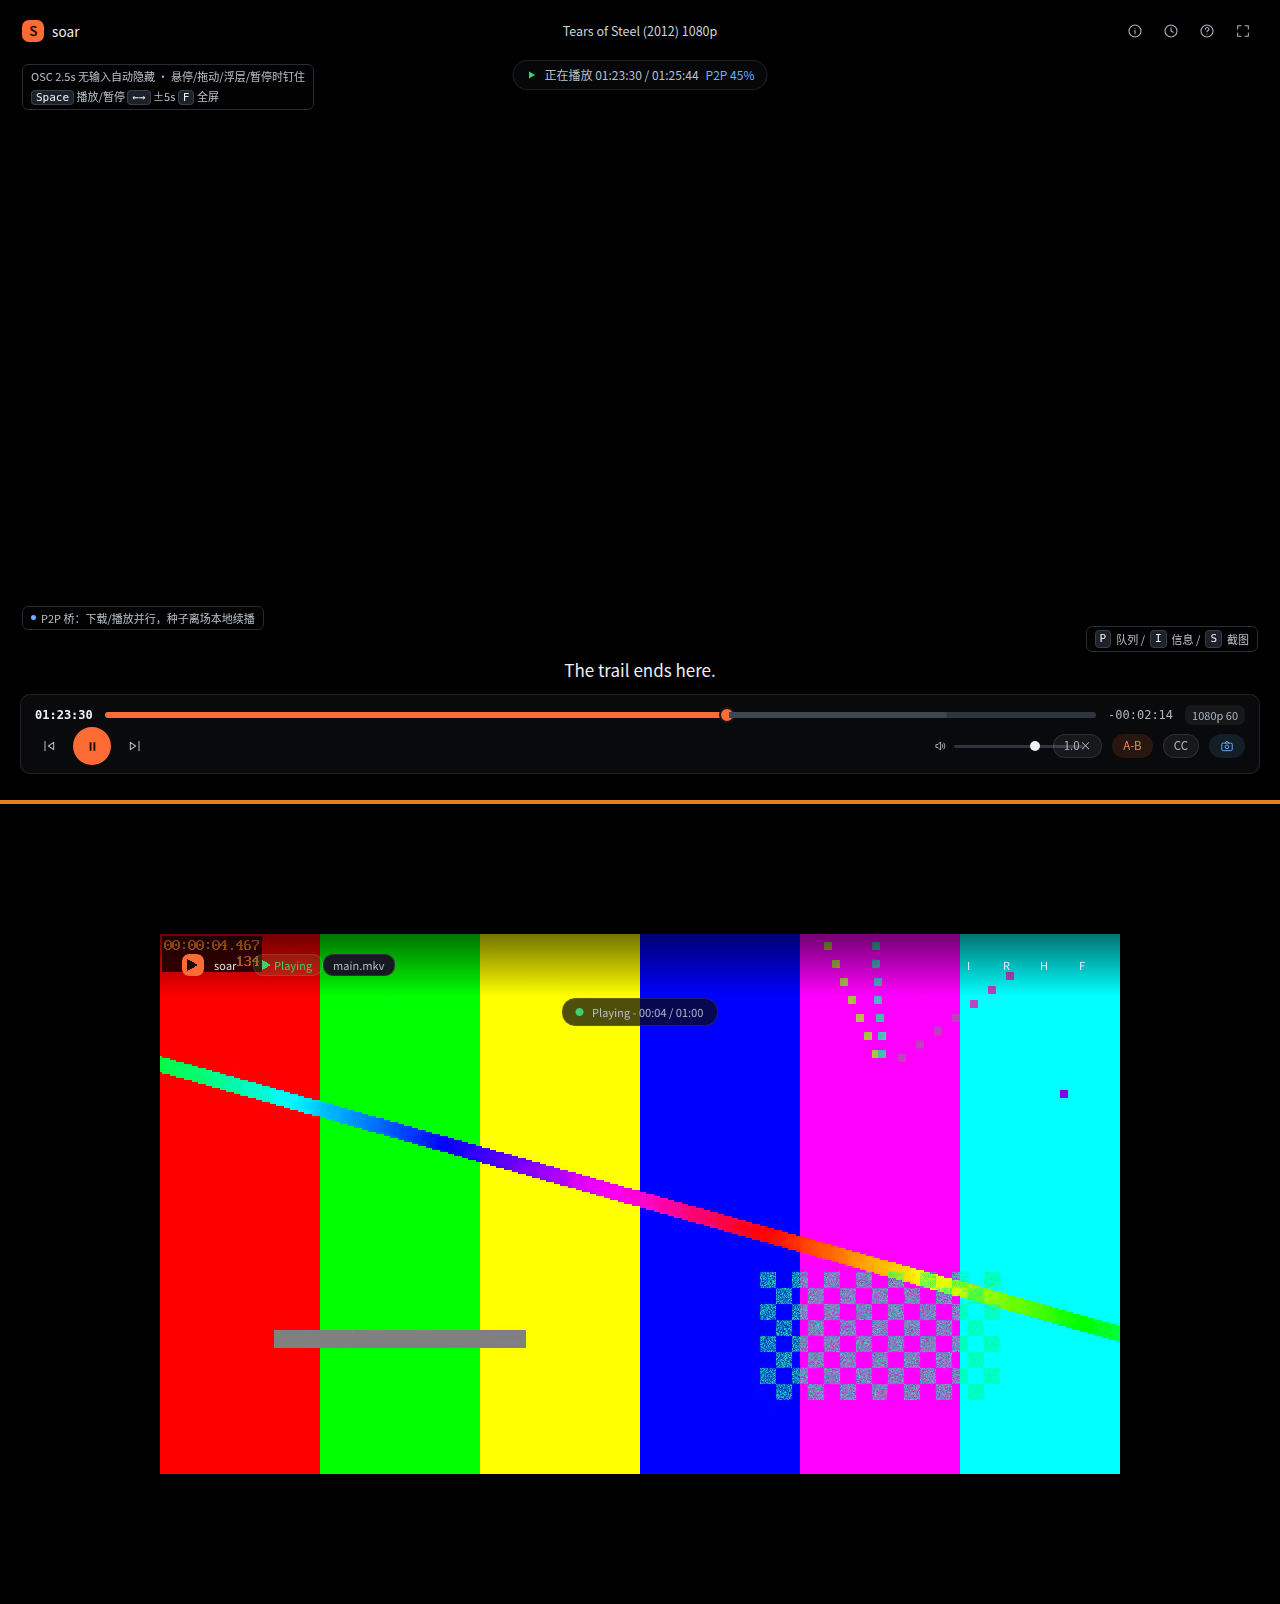 S soar
Tears of Steel (2012) 1080p
OSC 2.5s 无输入自动隐藏 · 悬停/拖动/浮层/暂停时钉住
Space 播放/暂停 ←→ ±5s F 全屏
正在播放 01:23:30 / 01:25:44 P2P 45%
P2P 桥：下载/播放并行，种子离场本地续播
P 队列 / I 信息 / S 截图
The trail ends here.
01:23:30
-00:02:14 1080p 60
1.0× A-B CC
00:00:04.467
134
soar Playing main.mkv
I R H F
Playing - 00:04 / 01:00